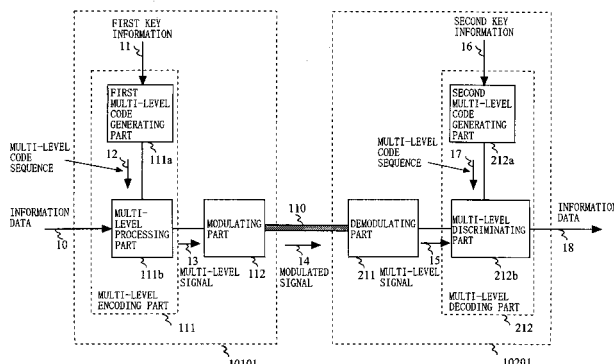 FIRST KEY
INFORMATION
11
SECOND KEY
INFORMATION
16
FIRST
MULTI-LEVEL
CODE
GENERATING
PART
111a
SECOND
MULTI-LEVEL
CODE
GENERATING
PART
212a
MULTI-LEVEL
CODE
SEQUENCE
12
MULTI-LEVEL
CODE
SEQUENCE
17
INFORMATION
DATA
10
MULTI-
LEVEL
PROCESSING
PART
111b
MODULATING
PART
112
110
DEMODULATING
PART
211
MULTI-LEVEL
DISCRIMINATING
PART
212b
INFORMATION
DATA
18
13
MULTI-LEVEL
SIGNAL
14
MODULATED
SIGNAL
15
MULTI-LEVEL
SIGNAL
MULTI-LEVEL
ENCODING PART
111
MULTI-LEVEL
DECODING PART
212
10101
10201